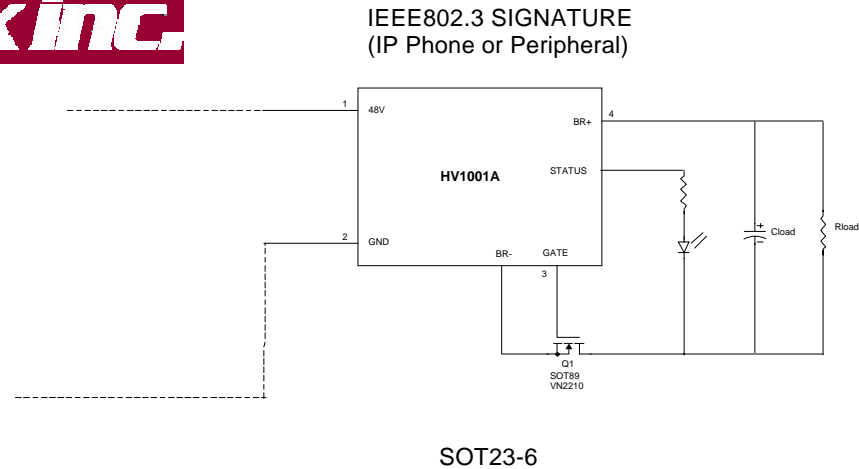 inc.
IEEE802.3 SIGNATURE
(IP Phone or Peripheral)
1 48V
BR+ 4
HV1001A
STATUS
+
Cload
Rload
2 GND
BR- GATE
3
Q1
SOT89
VN2210
SOT23-6